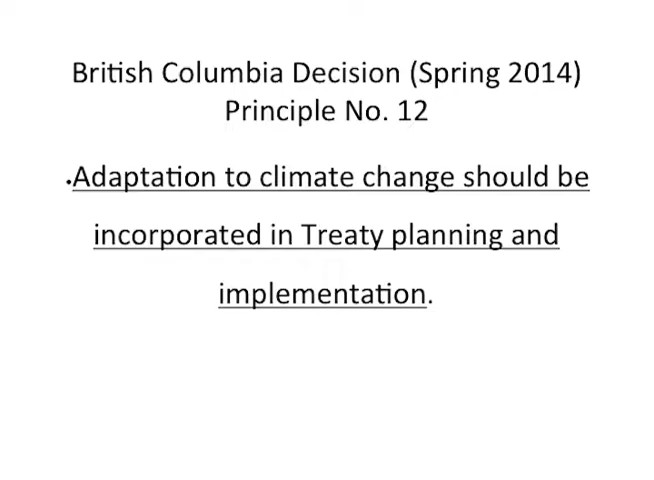 British Columbia Decision (Spring 2014)
Principle No. 12
•Adaptation to climate change should be
incorporated in Treaty planning and
implementation.